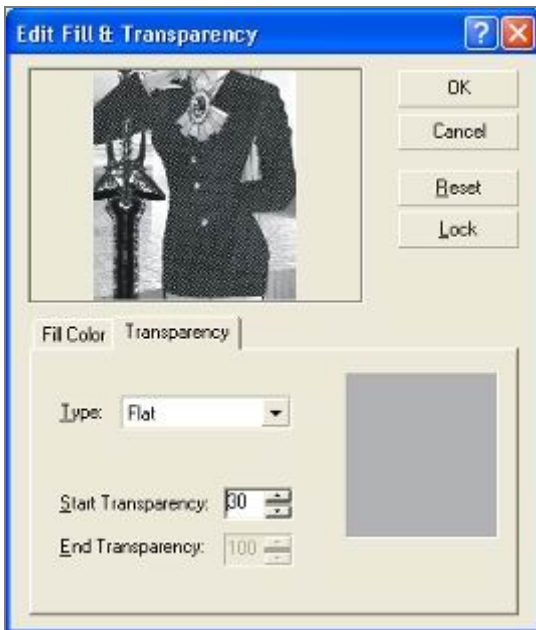 Edit Fill & Transparency
OK
Cancel
Reset
Lock
Fill Color Transparency
Type: Flat
Start Transparency: 30
End Transparency: 100